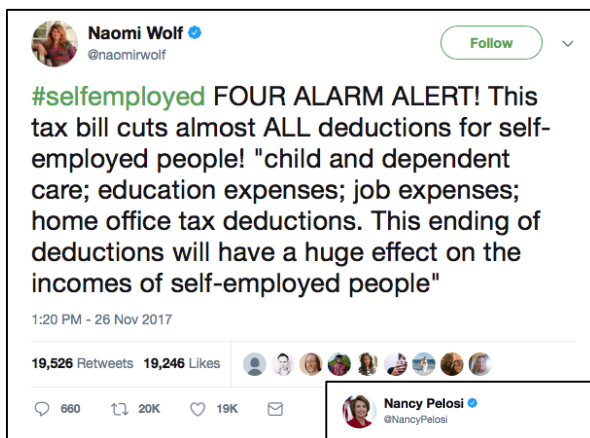 Naomi Wolf
@naomirwolf
Follow
#selfemployed FOUR ALARM ALERT! This
tax bill cuts almost ALL deductions for self-
employed people! "child and dependent
care; education expenses; job expenses;
home office tax deductions. This ending of
deductions will have a huge effect on the
incomes of self-employed people"
1:20 PM - 26 Nov 2017
19,526 Retweets 19,246 Likes
660 20K 19K
Nancy Pelosi
@NancyPelosi